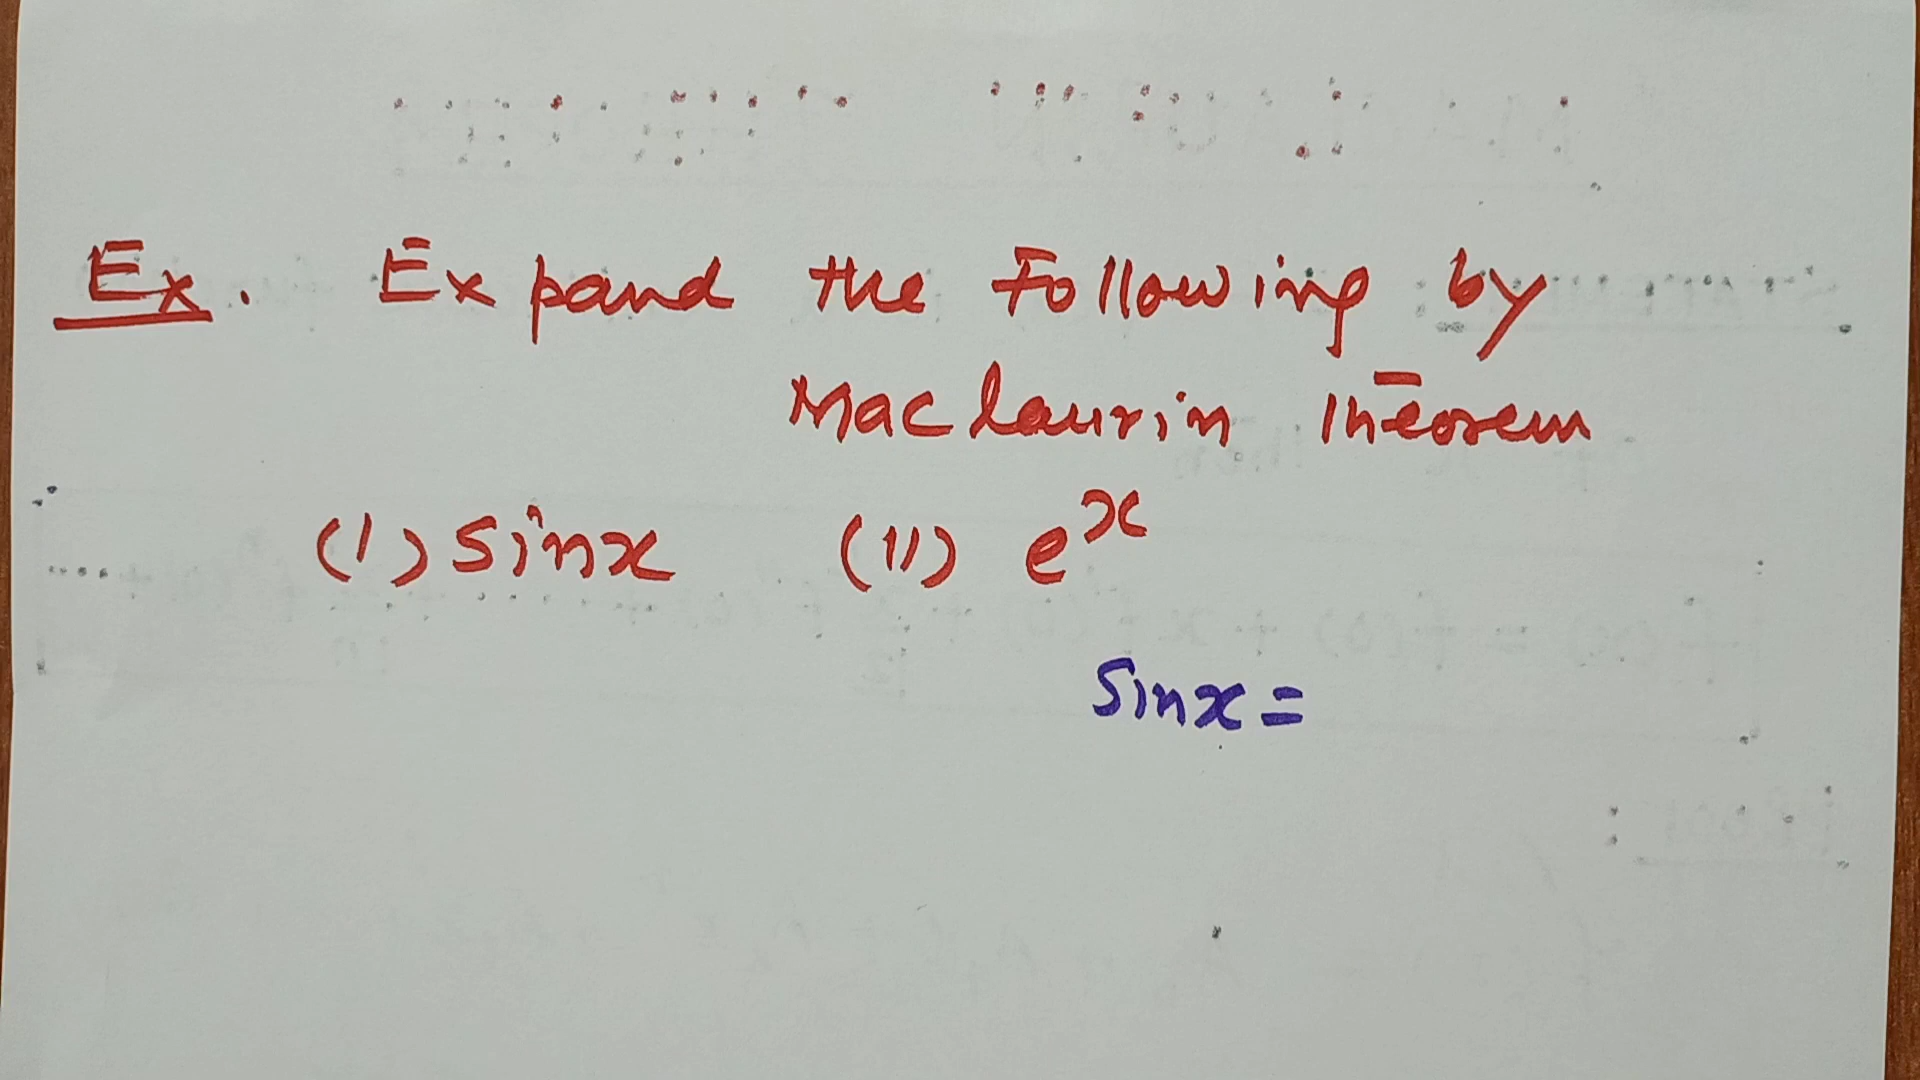 Ex. Expand the Following by
Maclaurin Theorem
(I) sinx (II) e^x
Sinx =